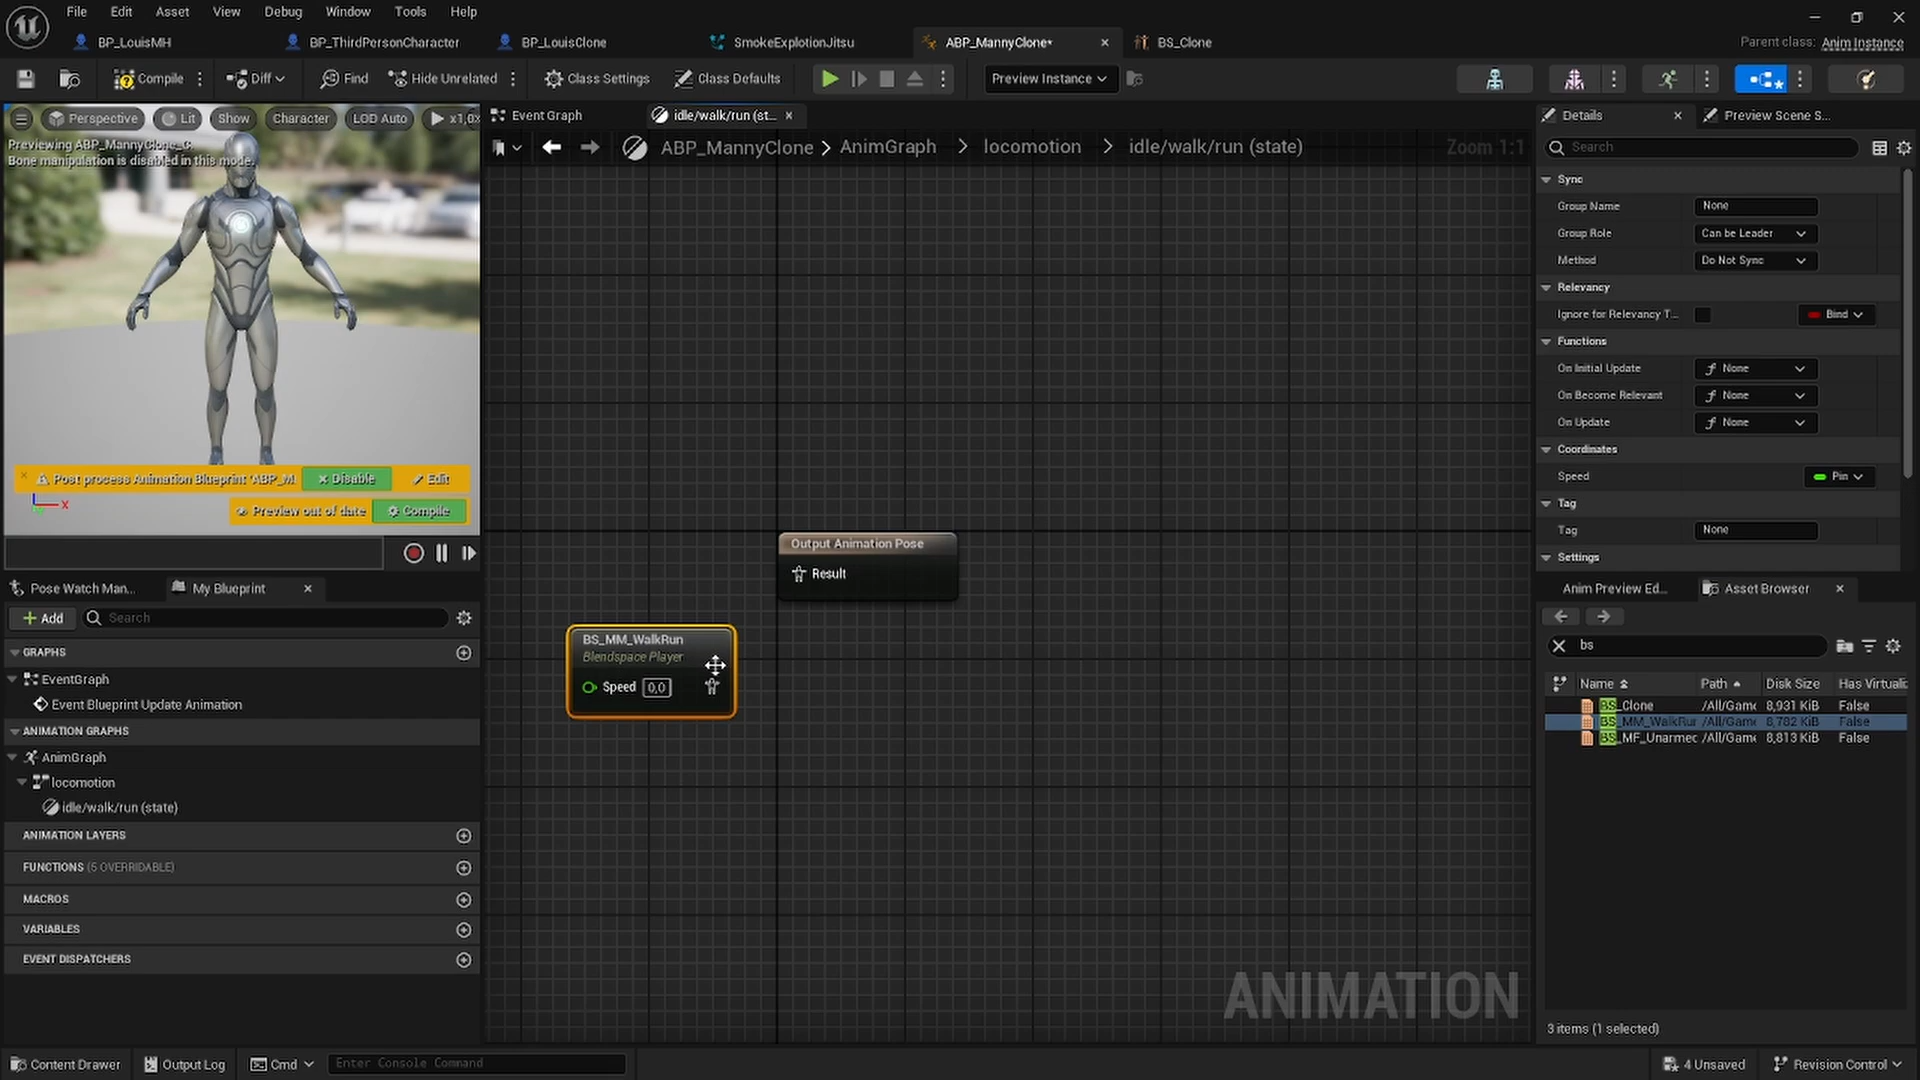 File Edit Asset View Debug Window Tools Help
BP_LouisMH BP_ThirdPersonCharacter BP_LouisClone SmokeExplotionJitsu ABP_MannyClone* BS_Clone Parent class: Anim Instance
Compile Diff Find Hide Unrelated Class Settings Class Defaults Preview Instance
Perspective Lit Show Character LOD Auto x1,0
Previewing ABP_MannyClone_C.
Bone manipulation is disabled in this mode.
Post process Animation Blueprint 'ABP_M Disable Edit
X
Preview out of date Compile
Pose Watch Man... My Blueprint
Add Search
GRAPHS
EventGraph
Event Blueprint Update Animation
ANIMATION GRAPHS
AnimGraph
locomotion
idle/walk/run (state)
ANIMATION LAYERS
FUNCTIONS (5 OVERRIDABLE)
MACROS
VARIABLES
EVENT DISPATCHERS
Event Graph idle/walk/run (st...
ABP_MannyClone > AnimGraph > locomotion > idle/walk/run (state) Zoom 1:1
Output Animation Pose
Result
BS_MM_WalkRun
Blendspace Player
Speed 0,0
ANIMATION
Details Preview Scene S...
Search
Sync
Group Name None
Group Role Can be Leader
Method Do Not Sync
Relevancy
Ignore for Relevancy T... Bind
Functions
On Initial Update None
On Become Relevant None
On Update None
Coordinates
Speed Pin
Tag
Tag None
Settings
Anim Preview Ed... Asset Browser
bs
Name Path Disk Size Has Virtualiz
BS_Clone /All/Game 8,931 KiB False
BS_MM_WalkRun /All/Game 8,782 KiB False
BS_MF_Unarmed /All/Game 8,813 KiB False
3 items (1 selected)
Content Drawer Output Log Cmd Enter Console Command 4 Unsaved Revision Control